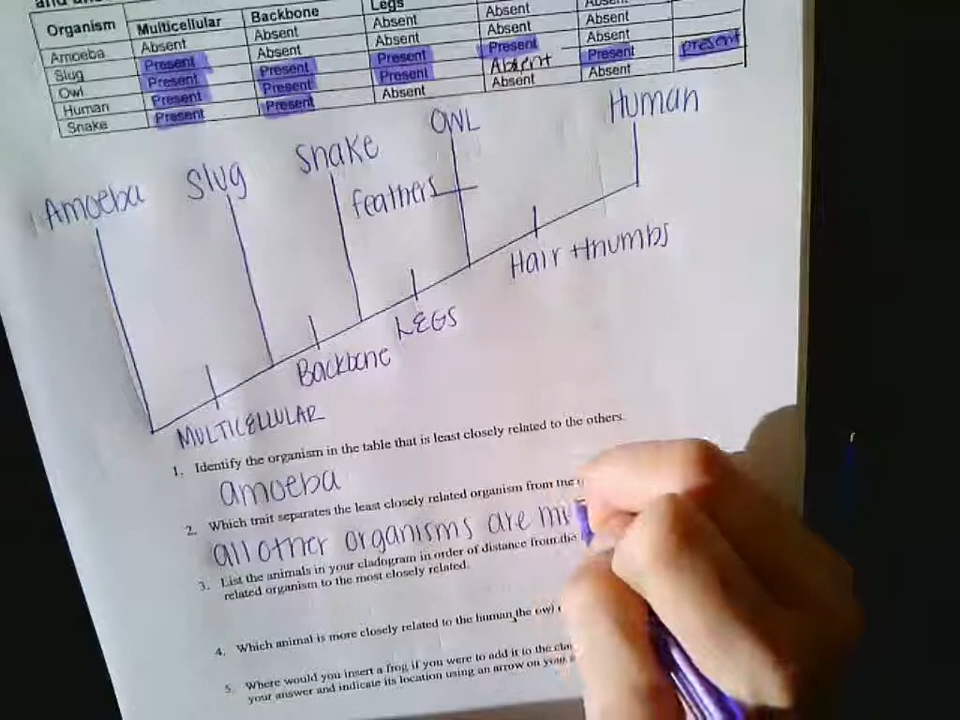 Organism Multicellular Backbone Legs
Amoeba Absent Absent Absent Absent Absent
Slug Present Absent Absent Absent Absent
Owl Present Present Present Present Absent
Human Present Present Present Absent Present present
Snake Present Present Absent Absent Absent
Amoeba Slug Snake OWL Human
feathers
Hair thumbs
LEGS
Backbone
MULTICELLULAR
1. Identify the organism in the table that is least closely related to the others.
amoeba
2. Which trait separates the least closely related organism from the
all other organisms are
3. List the animals in your cladogram in order of distance from the
related organism to the most closely related.
4. Which animal is more closely related to the human, the owl
5. Where would you insert a frog if you were to add it to the
your answer and indicate its location using an arrow on your